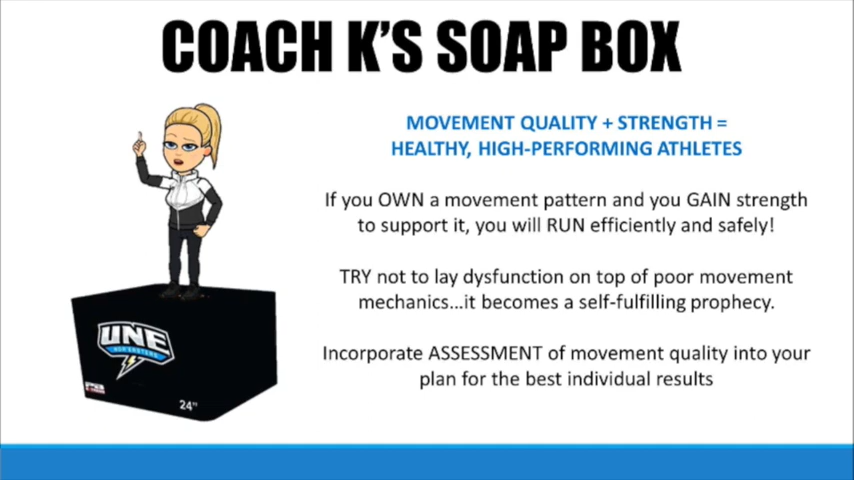 COACH K'S SOAP BOX
MOVEMENT QUALITY + STRENGTH =
HEALTHY, HIGH-PERFORMING ATHLETES
If you OWN a movement pattern and you GAIN strength
to support it, you will RUN efficiently and safely!
TRY not to lay dysfunction on top of poor movement
mechanics...it becomes a self-fulfilling prophecy.
Incorporate ASSESSMENT of movement quality into your
plan for the best individual results
UNE
NOR'EASTERS
24"